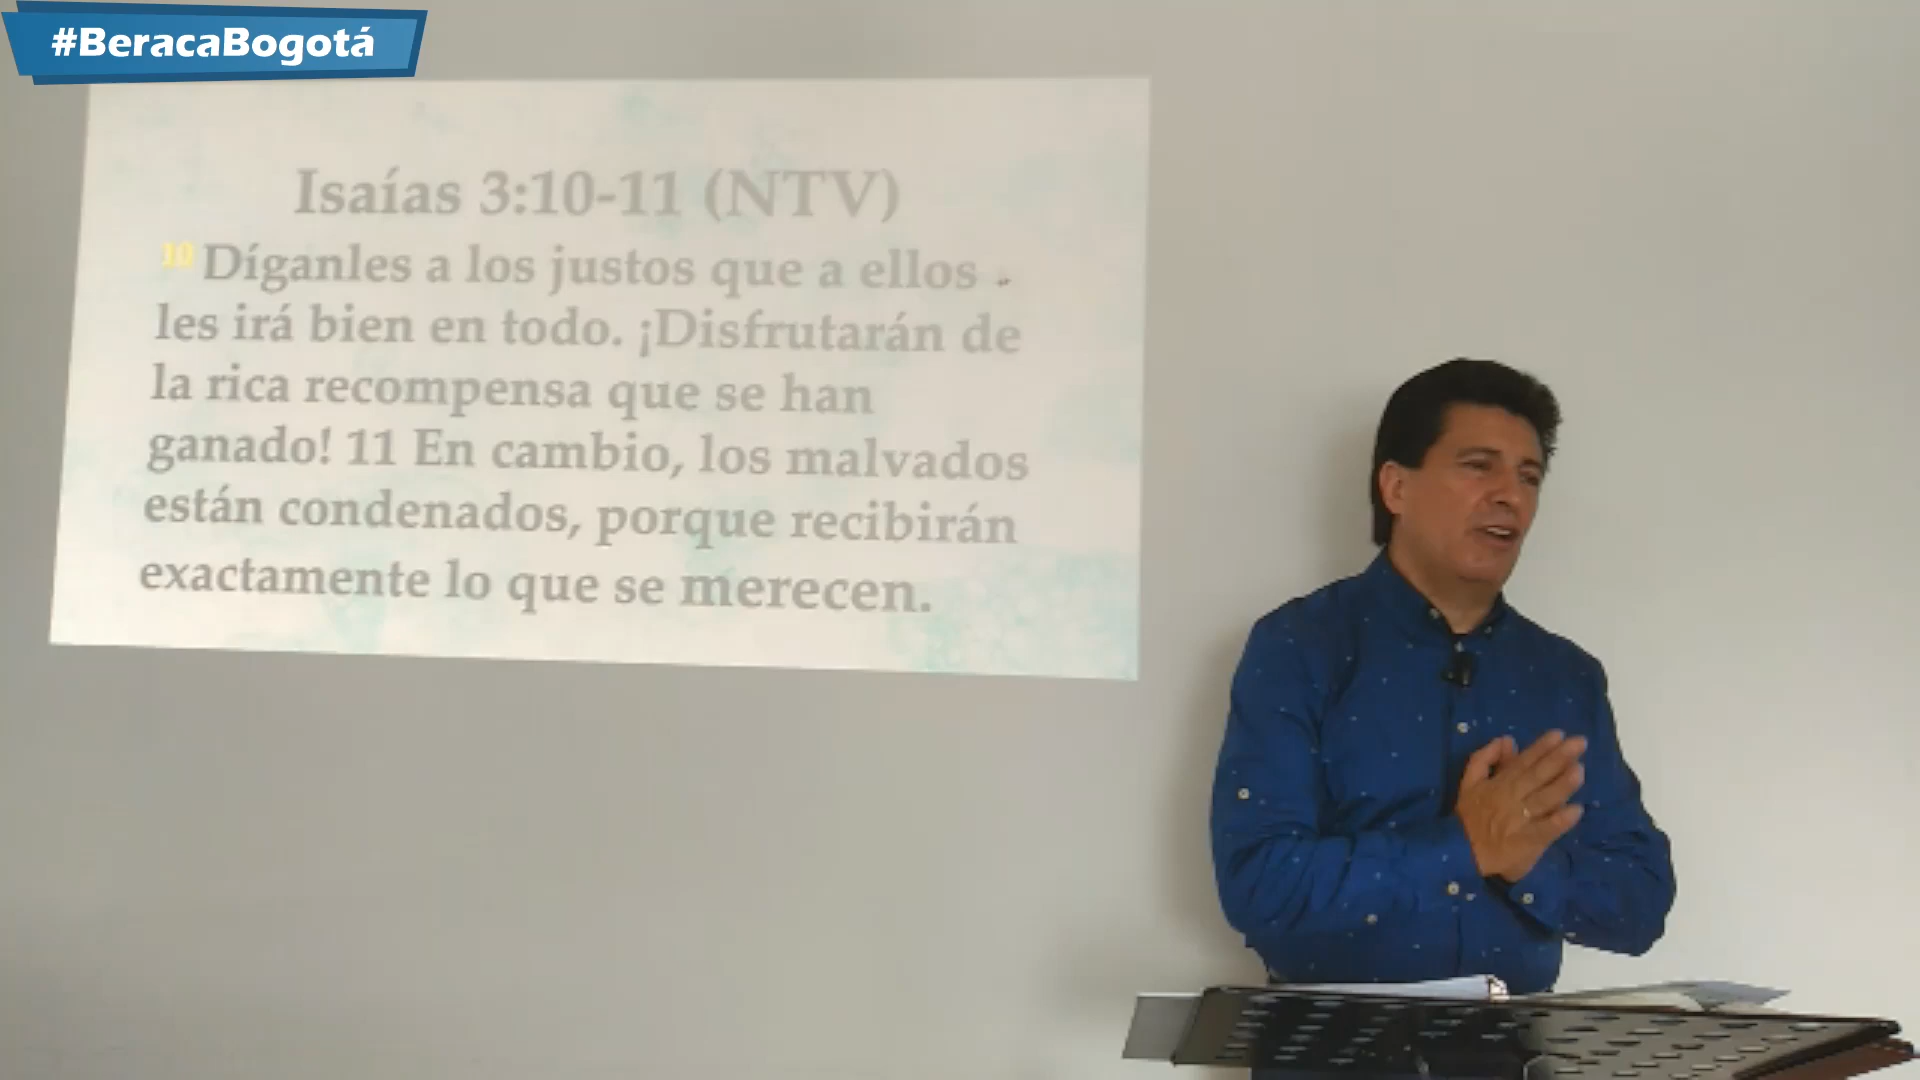 #BeracaBogotá
Isaías 3:10-11 (NTV)
10 Díganles a los justos que a ellos
les irá bien en todo. ¡Disfrutarán de
la rica recompensa que se han
ganado! 11 En cambio, los malvados
están condenados, porque recibirán
exactamente lo que se merecen.